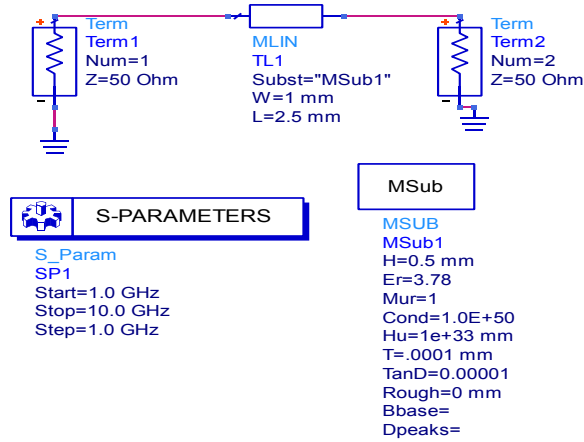 +
Term
Term1
Num=1
Z=50 Ohm
-
MLIN
TL1
Subst="MSub1"
W=1 mm
L=2.5 mm
+
Term
Term2
Num=2
Z=50 Ohm
-
S-PARAMETERS
S_Param
SP1
Start=1.0 GHz
Stop=10.0 GHz
Step=1.0 GHz
MSub
MSUB
MSub1
H=0.5 mm
Er=3.78
Mur=1
Cond=1.0E+50
Hu=1e+33 mm
T=.0001 mm
TanD=0.00001
Rough=0 mm
Bbase=
Dpeaks=